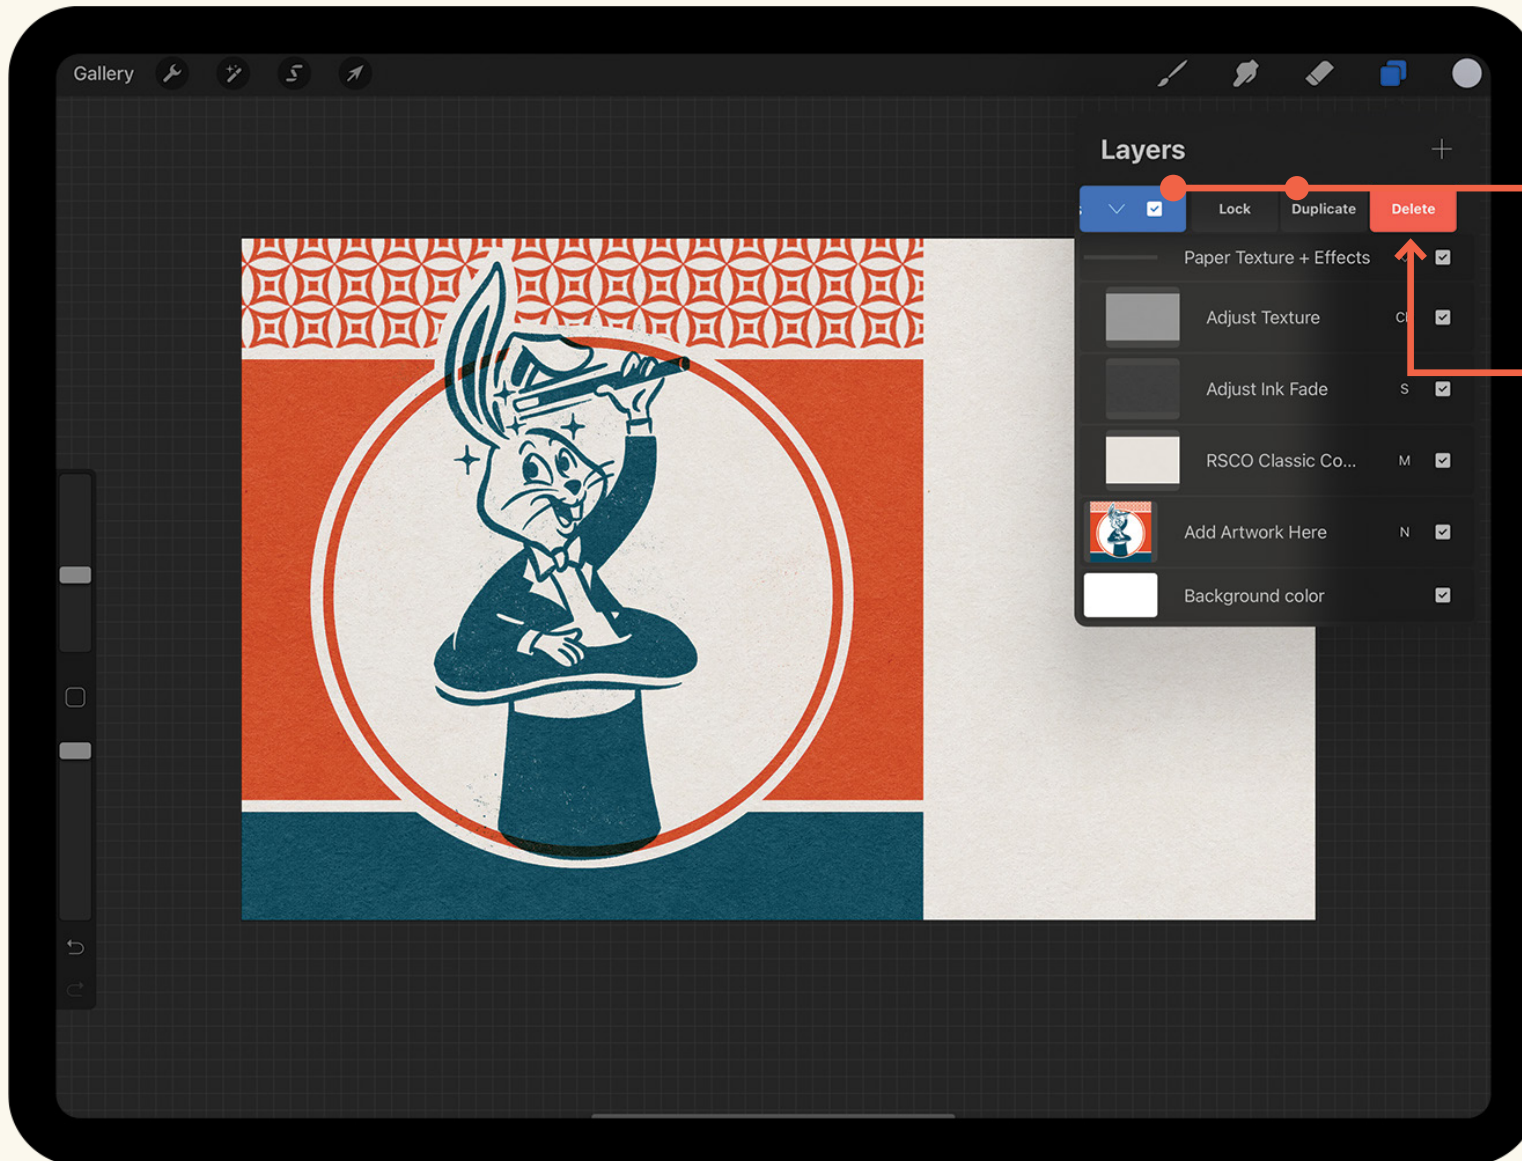 Gallery
Layers
s
Lock
Duplicate
Delete
Paper Texture + Effects
Adjust Texture
Adjust Ink Fade
S
RSCO Classic Co...
M
Add Artwork Here
N
Background color